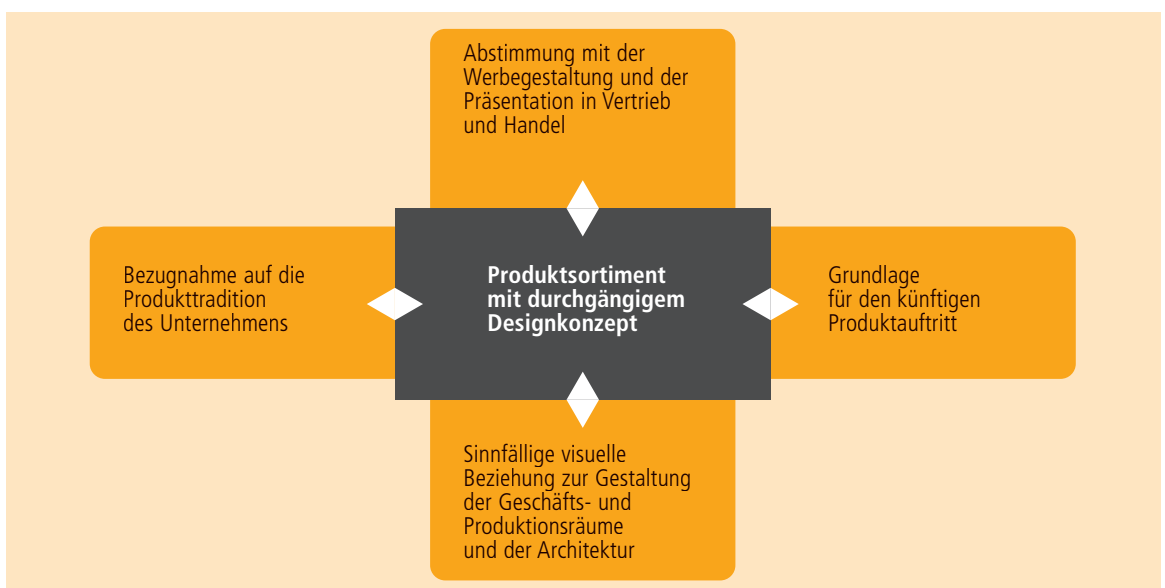 Abstimmung mit der
Werbegestaltung und der
Präsentation in Vertrieb
und Handel
Bezugnahme auf die
Produkttradition
des Unternehmens
Produktsortiment
mit durchgängigem
Designkonzept
Grundlage
für den künftigen
Produktauftritt
Sinnfällige visuelle
Beziehung zur Gestaltung
der Geschäfts- und
Produktionsräume
und der Architektur